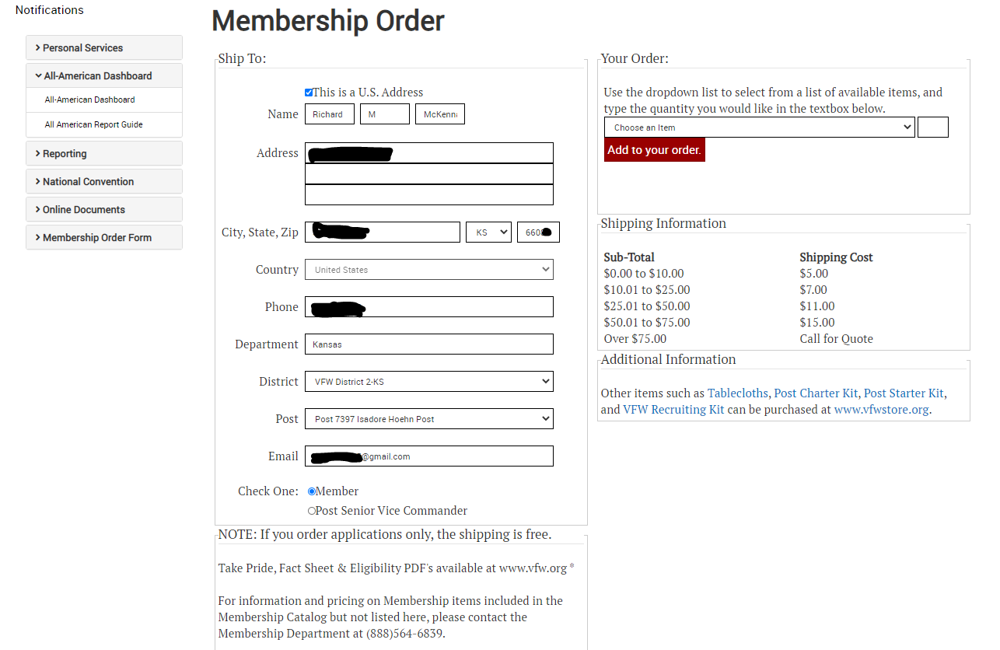 Notifications
Personal Services
All-American Dashboard
All-American Dashboard
All American Report Guide
Reporting
National Convention
Online Documents
Membership Order Form
Membership Order
Ship To:
This is a U.S. Address
Name Richard M McKenn
Address
City, State, Zip KS 660
Country United States
Phone
Department Kansas
District VFW District 2-KS
Post Post 7397 Isadore Hoehn Post
Email @gmail.com
Check One: Member
Post Senior Vice Commander
NOTE: If you order applications only, the shipping is free.
Take Pride, Fact Sheet & Eligibility PDF's available at www.vfw.org *
For information and pricing on Membership items included in the
Membership Catalog but not listed here, please contact the
Membership Department at (888)564-6839.
Your Order:
Use the dropdown list to select from a list of available items, and
type the quantity you would like in the textbox below.
Choose an Item
Add to your order.
Shipping Information
Sub-Total Shipping Cost
$0.00 to $10.00 $5.00
$10.01 to $25.00 $7.00
$25.01 to $50.00 $11.00
$50.01 to $75.00 $15.00
Over $75.00 Call for Quote
Additional Information
Other items such as Tablecloths, Post Charter Kit, Post Starter Kit,
and VFW Recruiting Kit can be purchased at www.vfwstore.org.